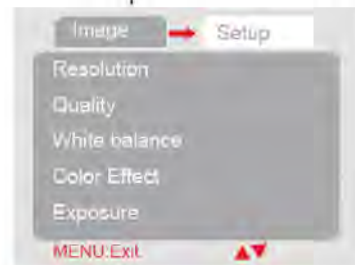 Image Setup
Resolution
Quality
White balance
Color Effect
Exposure
MENU:Exit